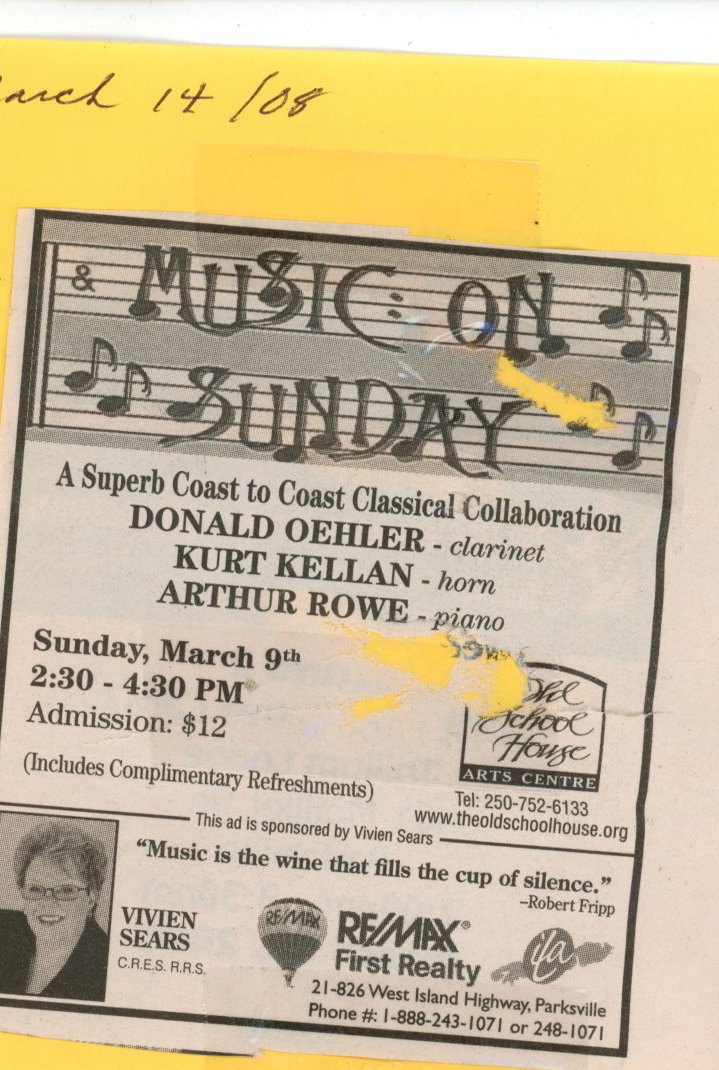 arch 14/08
& MUSIC: ON
SUNDAY
A Superb Coast to Coast Classical Collaboration
DONALD OEHLER - clarinet
KURT KELLAN - horn
ARTHUR ROWE - piano
Sunday, March 9th
2:30 - 4:30 PM
Admission: $12
(Includes Complimentary Refreshments)
School
House
ARTS CENTRE
Tel: 250-752-6133
www.theoldschoolhouse.org
This ad is sponsored by Vivien Sears
"Music is the wine that fills the cup of silence."
–Robert Fripp
VIVIEN
SEARS
C.R.E.S. R.R.S.
RE/MAX
RE/MAX®
First Realty
ila
21-826 West Island Highway, Parksville
Phone #: 1-888-243-1071 or 248-1071